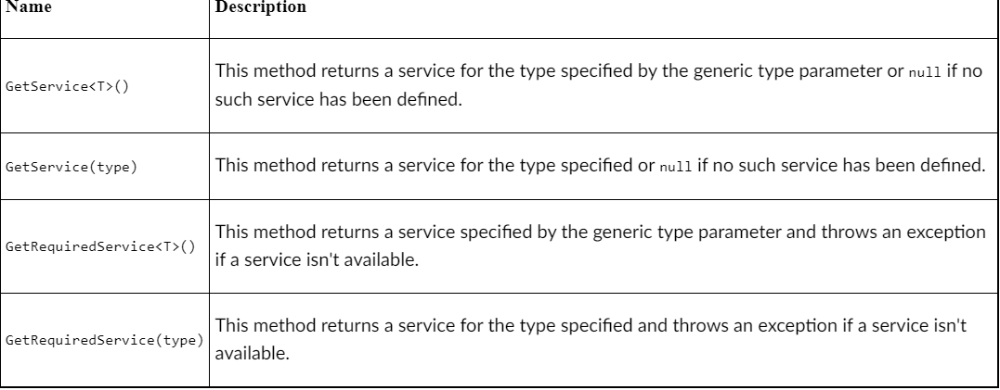 Name
Description
GetService<T>()
This method returns a service for the type specified by the generic type parameter or null if no
such service has been defined.
GetService(type)
This method returns a service for the type specified or null if no such service has been defined.
GetRequiredService<T>()
This method returns a service specified by the generic type parameter and throws an exception
if a service isn't available.
GetRequiredService(type)
This method returns a service for the type specified and throws an exception if a service isn't
available.